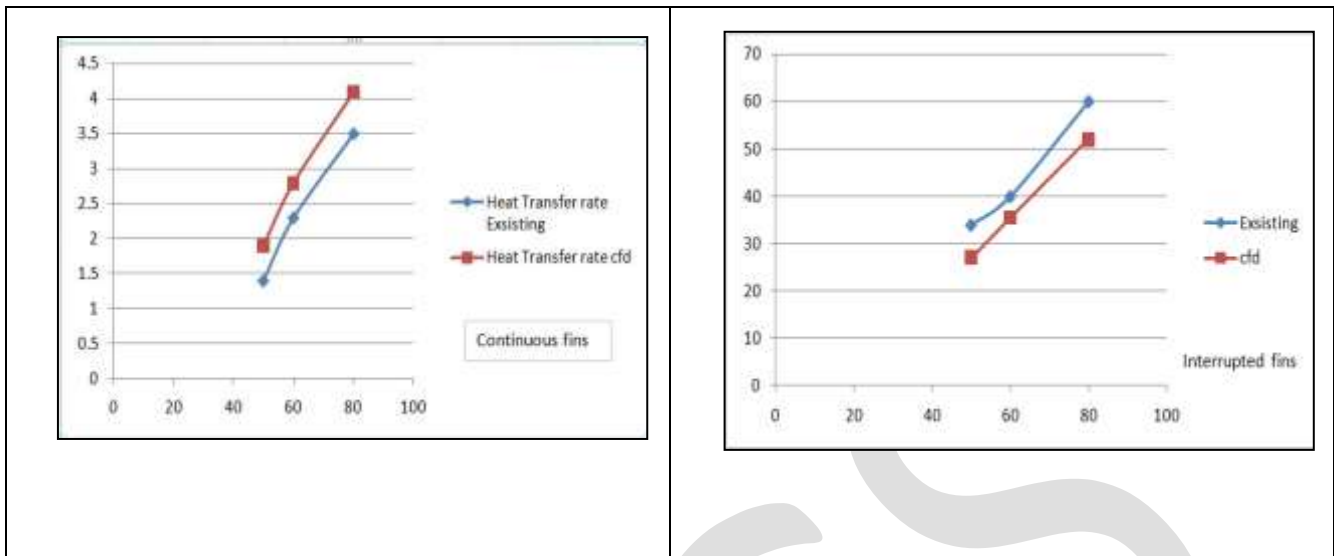 4.5
4
3.5
3
2.5
2
1.5
1
0.5
0
0 20 40 60 80 100
Heat Transfer rate
Exsisting
Heat Transfer rate cfd
Continuous fins
70
60
50
40
30
20
10
0
0 20 40 60 80 100
Exsisting
cfd
Interrupted fins